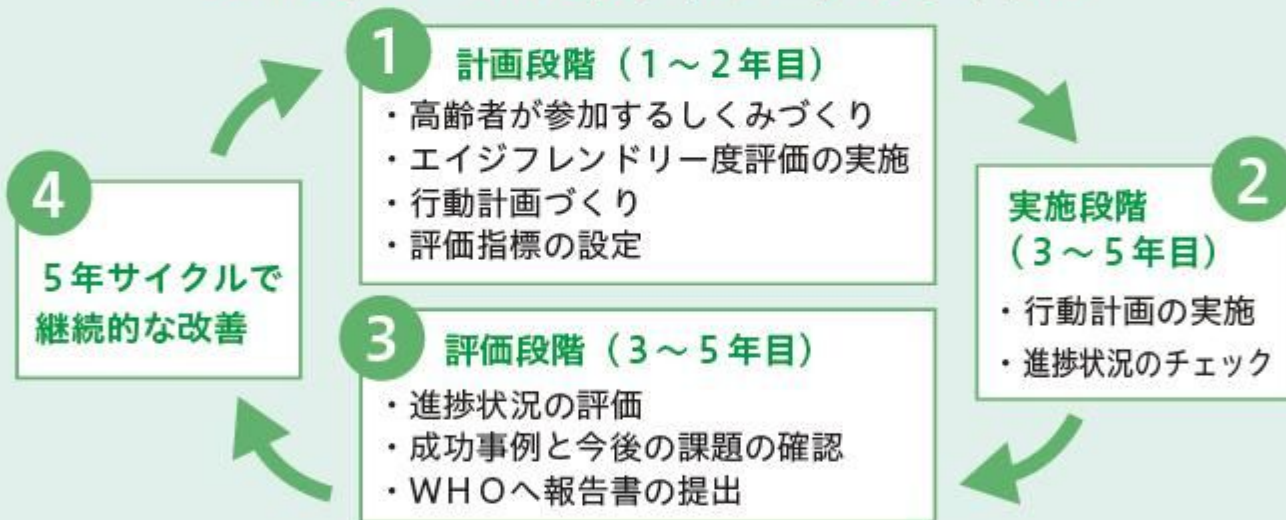 1
計画段階（1～2年目）
・高齢者が参加するしくみづくり
・エイジフレンドリー度評価の実施
・行動計画づくり
・評価指標の設定
2
実施段階
（3～5年目）
・行動計画の実施
・進捗状況のチェック
3
評価段階（3～5年目）
・進捗状況の評価
・成功事例と今後の課題の確認
・ＷＨＯへ報告書の提出
4
5年サイクルで
継続的な改善